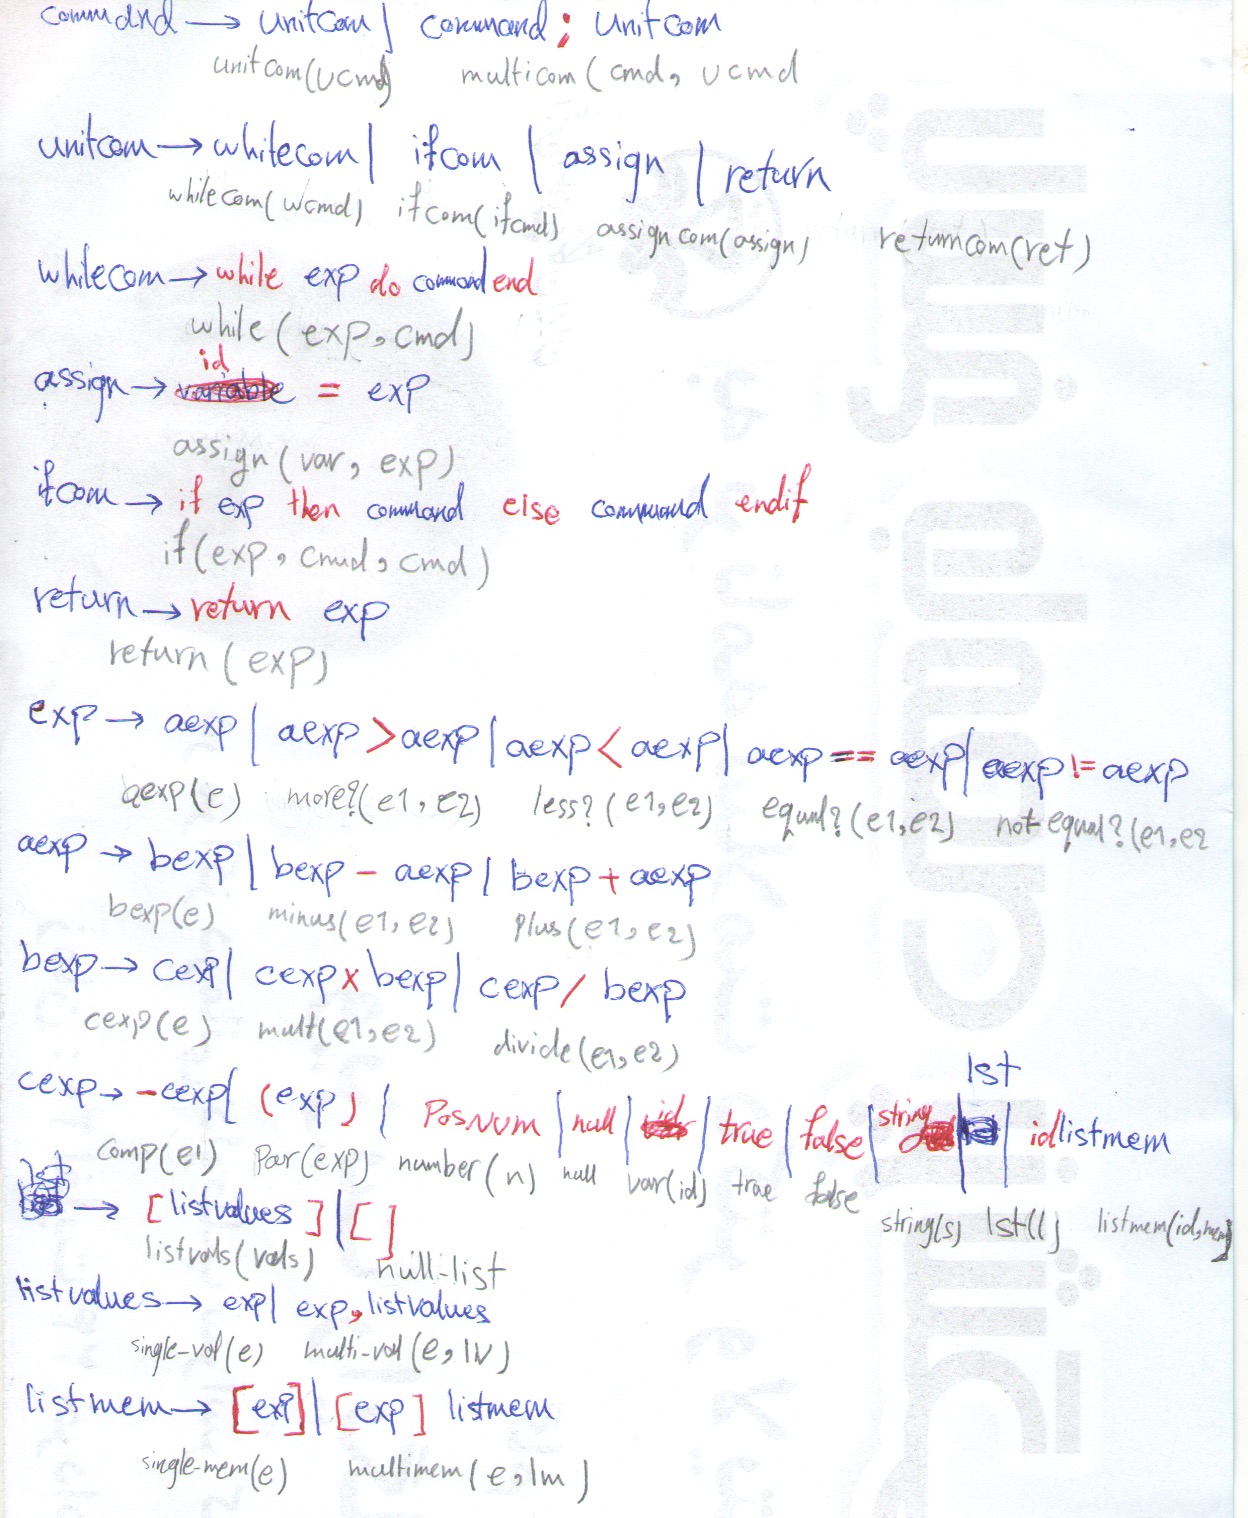 command → unitcom | command ; unitcom
unitcom(ucmd) multicom(cmd, ucmd
unitcom → whilecom | ifcom | assign | return
whilecom(wcmd) ifcom(ifcmd) assigncom(assign) returncom(ret)
whilecom → while exp do command end
while(exp, cmd)
id
assign → variable = exp
assign(var, exp)
ifcom → if exp then command else command endif
if(exp, cmd, cmd)
return → return exp
return(exp)
exp → aexp | aexp > aexp | aexp < aexp | aexp == aexp | aexp != aexp
aexp(e) more?(e1, e2) less?(e1, e2) equal?(e1, e2) not-equal?(e1, e2
aexp → bexp | bexp - aexp | bexp + aexp
bexp(e) minus(e1, e2) plus(e1, e2)
bexp → cexp | cexp x bexp | cexp / bexp
cexp(e) mult(e1, e2) divide(e1, e2)
lst
cexp → -cexp | (exp) | PosNum | null | | true | false | string | | idlistmem
comp(e1) Par(exp) number(n) null var(id) true false string(s) lst(l) listmem(id, mem)
lst → [listvalues] | []
listvals(vals) null-list
listvalues → exp | exp, listvalues
single-val(e) multi-val(e, lv)
listmem → [exp] | [exp] listmem
single-mem(e) multimem(e, lm)